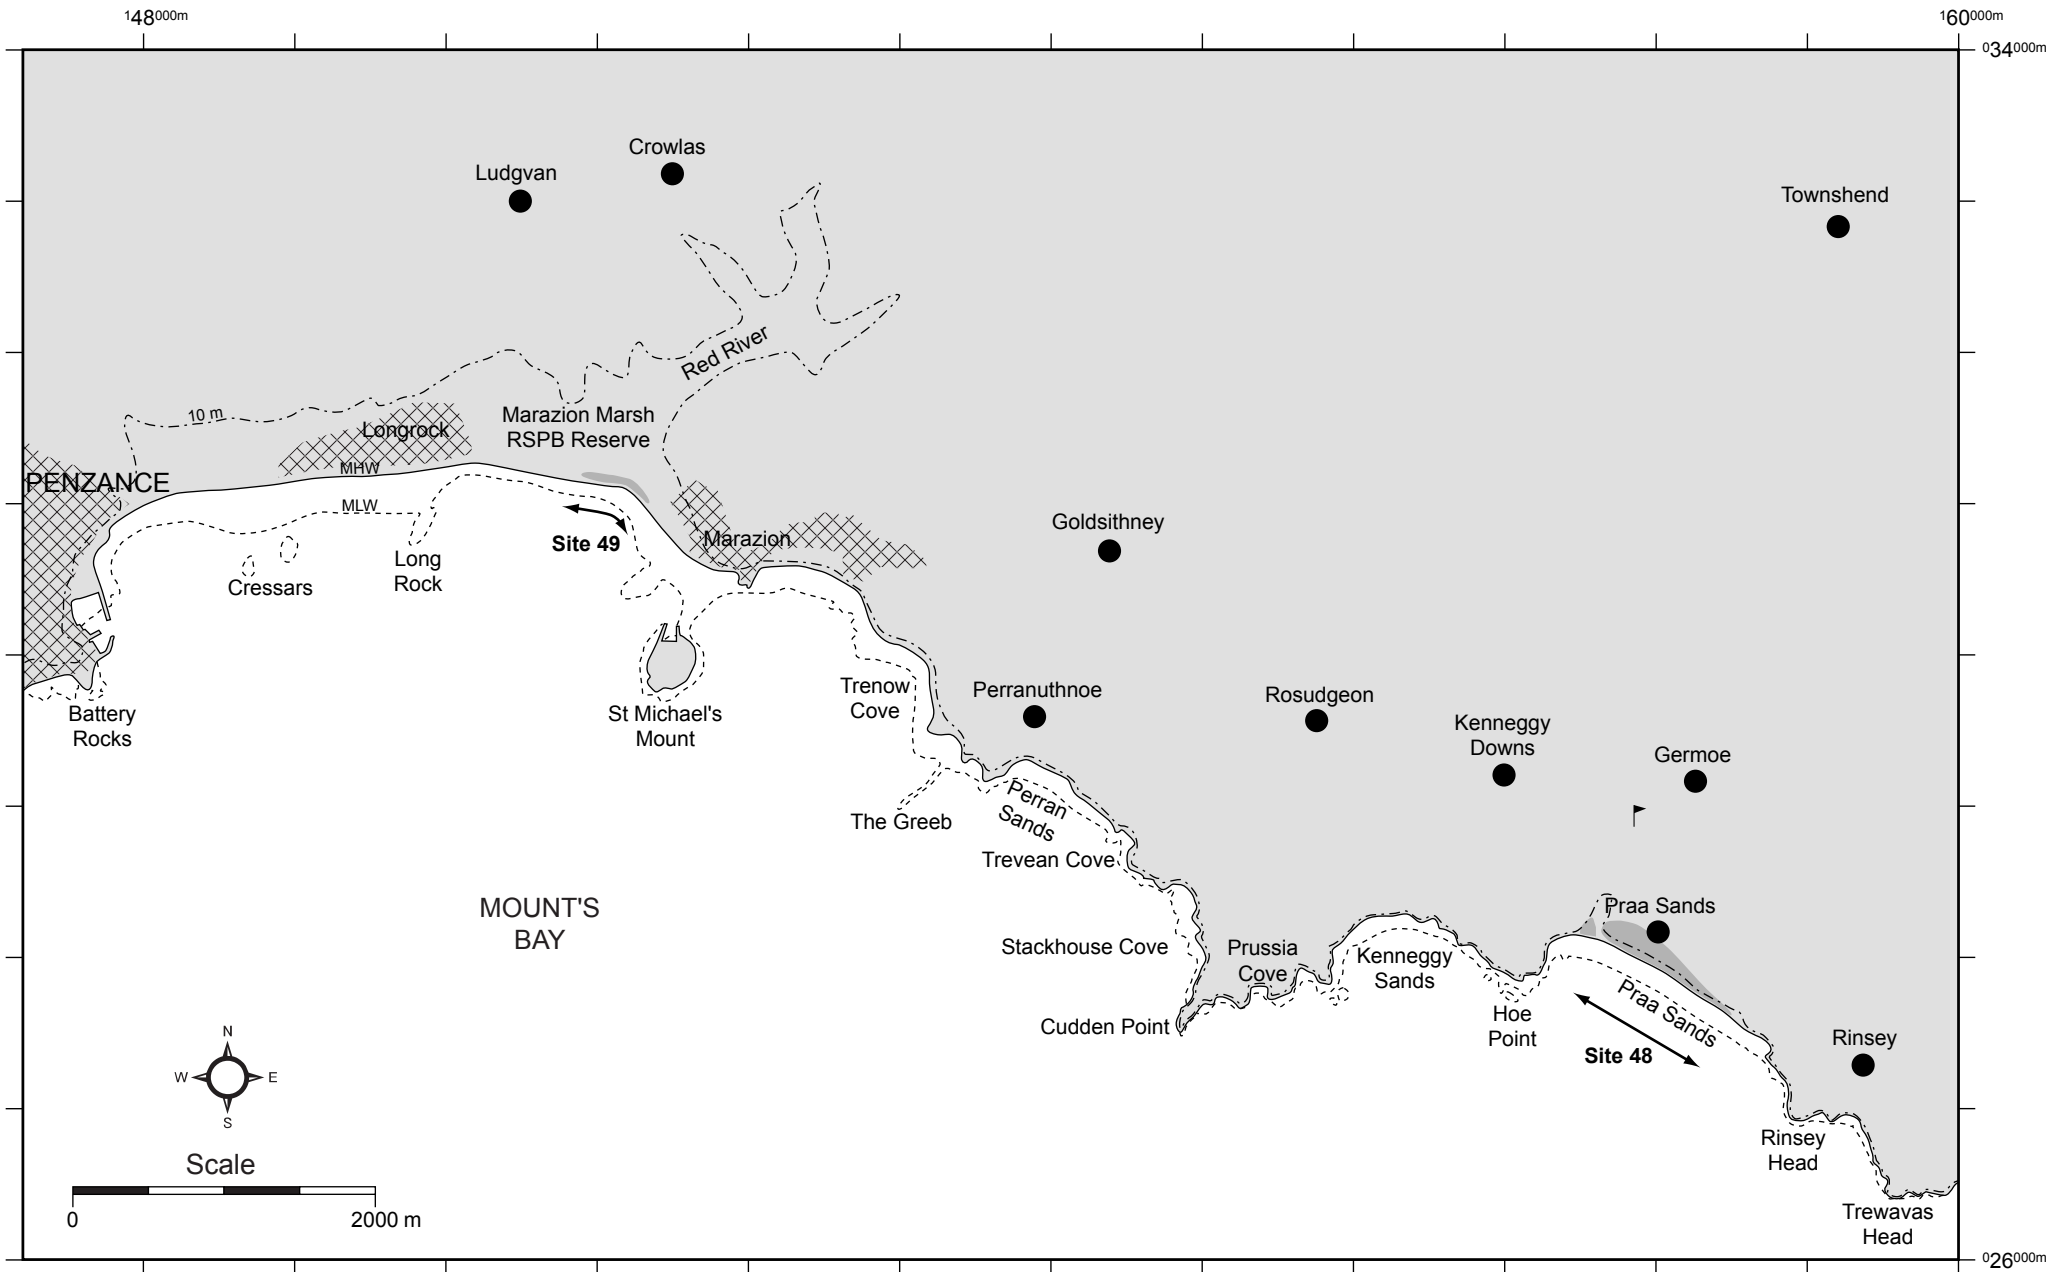 148000m
160000m
034000m
Crowlas
Ludgvan
Townshend
Red River
10 m
Longrock
Marazion Marsh
RSPB Reserve
MHW
PENZANCE
MLW
Site 49
Marazion
Goldsithney
Long
Rock
Cressars
Battery
Rocks
St Michael's
Mount
Trenow
Cove
Perranuthnoe
Rosudgeon
Kenneggy
Downs
Germoe
The Greeb
Perran
Sands
Trevean Cove
MOUNT'S
BAY
Praa Sands
Stackhouse Cove
Prussia
Cove
Kenneggy
Sands
Cudden Point
Hoe
Point
Praa Sands
Site 48
Rinsey
N
W
E
S
Rinsey
Head
Scale
0
2000 m
Trewavas
Head
026000m